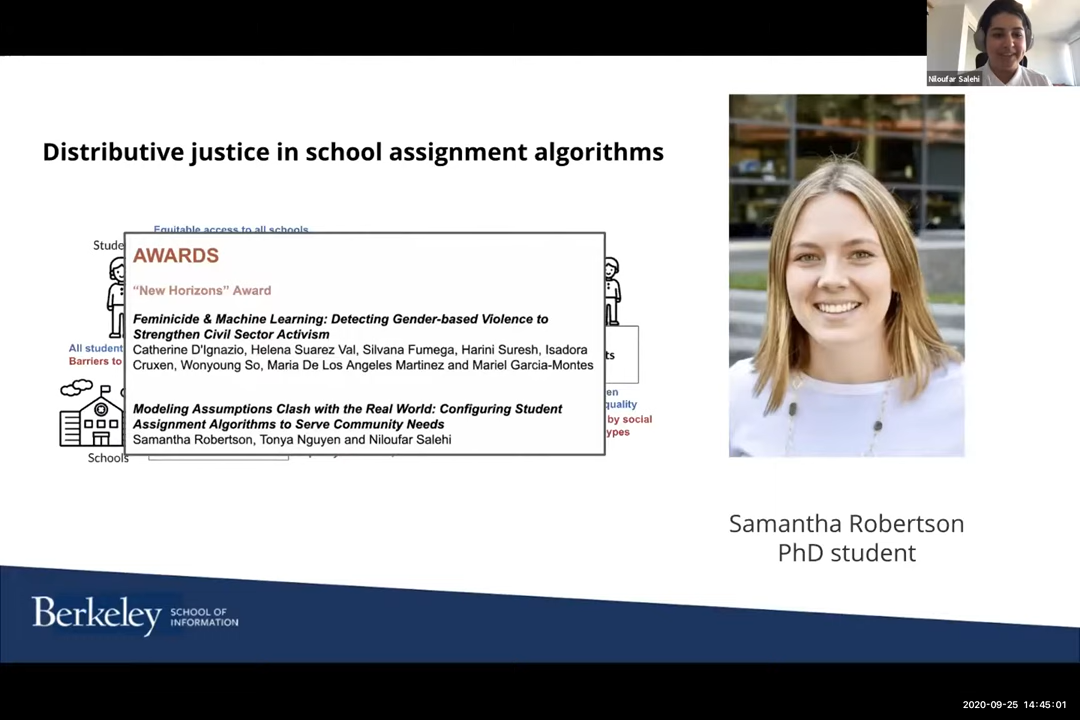 Niloufar Salehi
Distributive justice in school assignment algorithms
Equitable access to all schools
Stude
AWARDS
“New Horizons” Award
Feminicide & Machine Learning: Detecting Gender-based Violence to
Strengthen Civil Sector Activism
Catherine D'Ignazio, Helena Suarez Val, Silvana Fumega, Harini Suresh, Isadora
Cruxen, Wonyoung So, Maria De Los Angeles Martinez and Mariel Garcia-Montes
Modeling Assumptions Clash with the Real World: Configuring Student
Assignment Algorithms to Serve Community Needs
Samantha Robertson, Tonya Nguyen and Niloufar Salehi
All student
Barriers to
ts
en
quality
by social
ypes
Schools
Samantha Robertson
PhD student
Berkeley SCHOOL OF
INFORMATION
2020-09-25 14:45:01